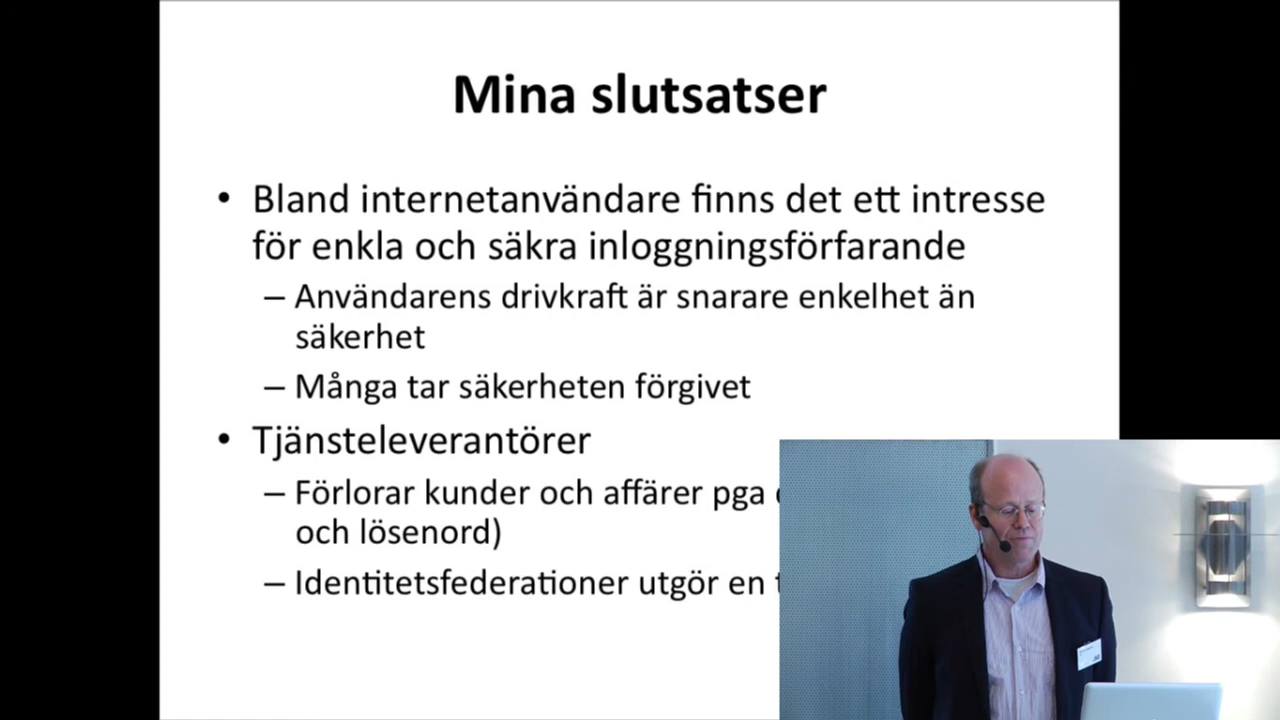 Mina slutsatser
• Bland internetanvändare finns det ett intresse
för enkla och säkra inloggningsförfarande
– Användarens drivkraft är snarare enkelhet än
säkerhet
– Många tar säkerheten förgivet
• Tjänsteleverantörer
– Förlorar kunder och affärer pga
och lösenord)
– Identitetsfederationer utgör en